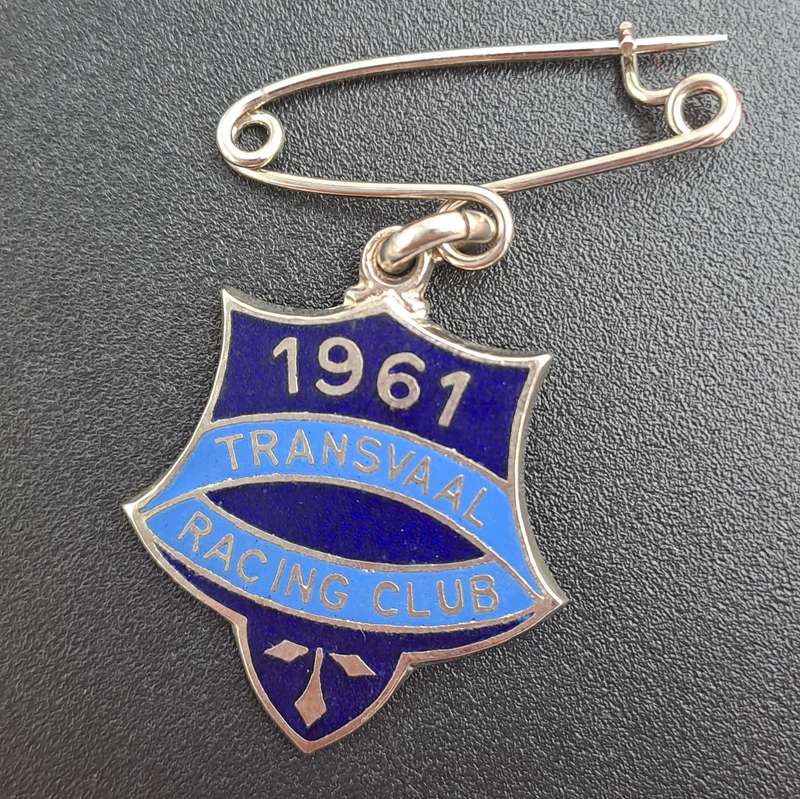 1961
TRANSVAAL
RACING CLUB